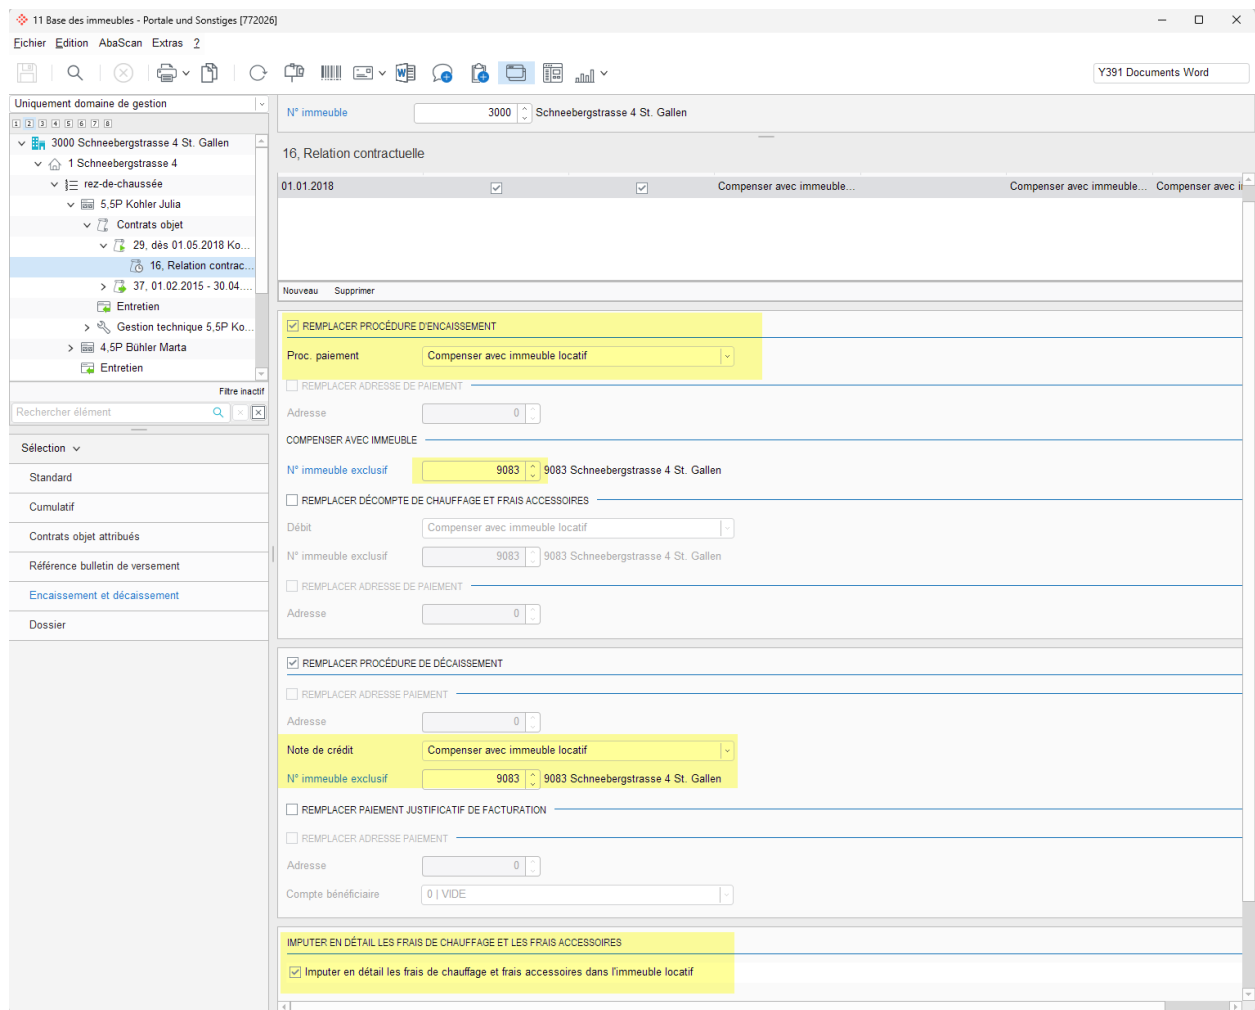 11 Base des immeubles - Portale und Sonstiges [772026]
Fichier Edition AbaScan Extras ?
Y391 Documents Word
Uniquement domaine de gestion
1 2 3 4 5 6 7 8
N° immeuble 3000 Schneebergstrasse 4 St. Gallen
3000 Schneebergstrasse 4 St. Gallen
1 Schneebergstrasse 4
rez-de-chaussée
5,5P Kohler Julia
Contrats objet
29, dès 01.05.2018 Ko...
16, Relation contrac...
37, 01.02.2015 - 30.04....
Entretien
Gestion technique 5,5P Ko...
4,5P Bühler Marta
Entretien
Filtre inactif
Rechercher élément
Sélection
Standard
Cumulatif
Contrats objet attribués
Référence bulletin de versement
Encaissement et décaissement
Dossier
16, Relation contractuelle
01.01.2018 Compenser avec immeuble... Compenser avec immeuble... Compenser avec i
Nouveau Supprimer
REMPLACER PROCÉDURE D'ENCAISSEMENT
Proc. paiement Compenser avec immeuble locatif
REMPLACER ADRESSE DE PAIEMENT
Adresse 0
COMPENSER AVEC IMMEUBLE
N° immeuble exclusif 9083 9083 Schneebergstrasse 4 St. Gallen
REMPLACER DÉCOMPTE DE CHAUFFAGE ET FRAIS ACCESSOIRES
Débit Compenser avec immeuble locatif
N° immeuble exclusif 9083 9083 Schneebergstrasse 4 St. Gallen
REMPLACER ADRESSE DE PAIEMENT
Adresse 0
REMPLACER PROCÉDURE DE DÉCAISSEMENT
REMPLACER ADRESSE PAIEMENT
Adresse 0
Note de crédit Compenser avec immeuble locatif
N° immeuble exclusif 9083 9083 Schneebergstrasse 4 St. Gallen
REMPLACER PAIEMENT JUSTIFICATIF DE FACTURATION
REMPLACER ADRESSE PAIEMENT
Adresse 0
Compte bénéficiaire 0 | VIDE
IMPUTER EN DÉTAIL LES FRAIS DE CHAUFFAGE ET LES FRAIS ACCESSOIRES
Imputer en détail les frais de chauffage et frais accessoires dans l'immeuble locatif